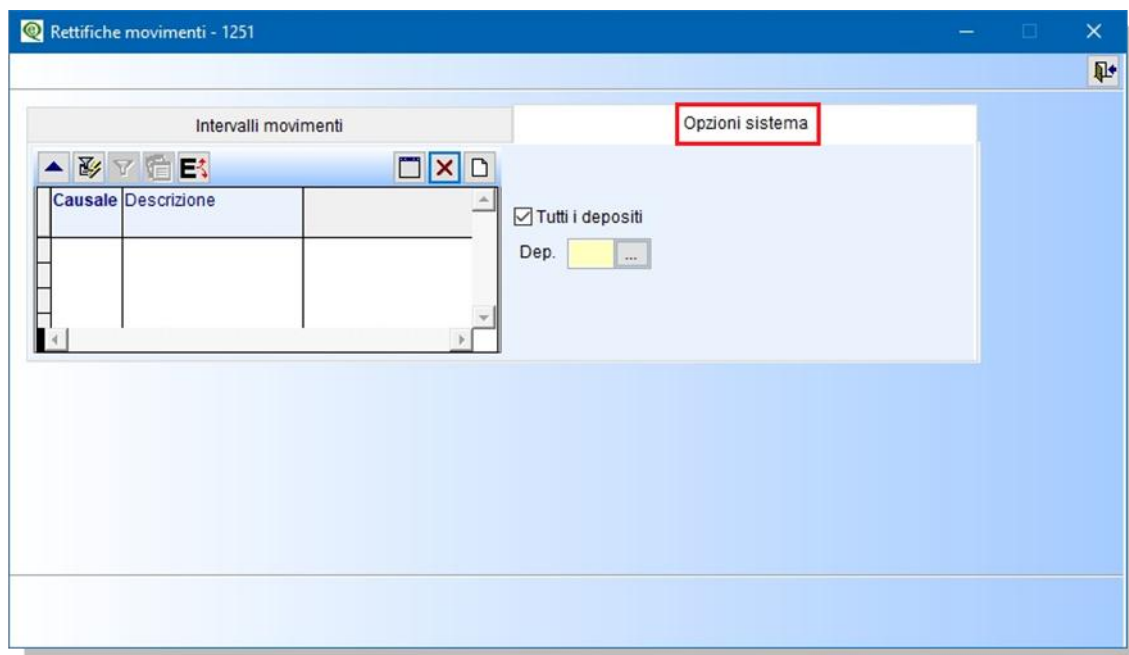 Rettifiche movimenti - 1251
Intervalli movimenti
Opzioni sistema
E
Causale Descrizione
Tutti i depositi
Dep. ...